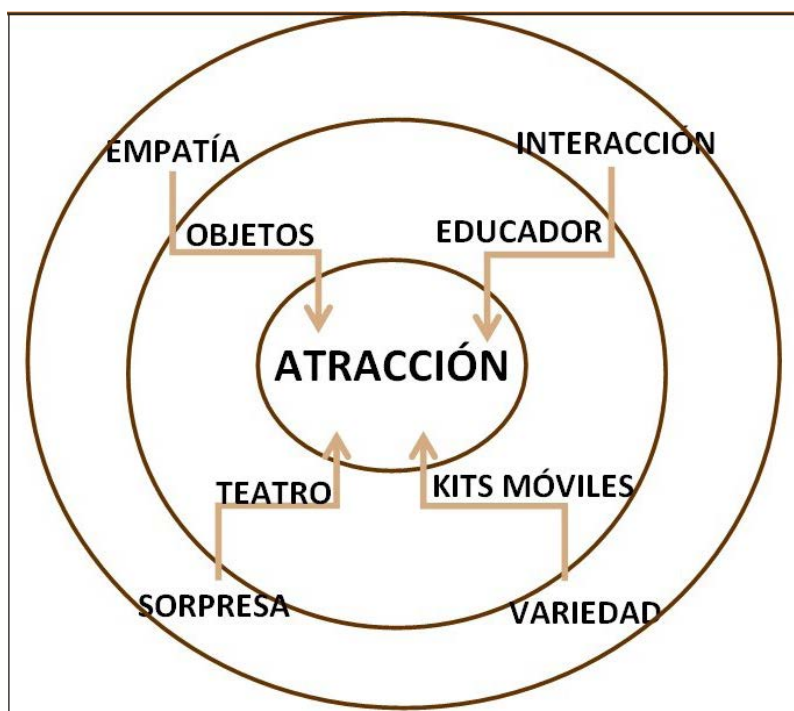 EMPATÍA
INTERACCIÓN
OBJETOS
EDUCADOR
ATRACCIÓN
TEATRO
KITS MÓVILES
SORPRESA
VARIEDAD